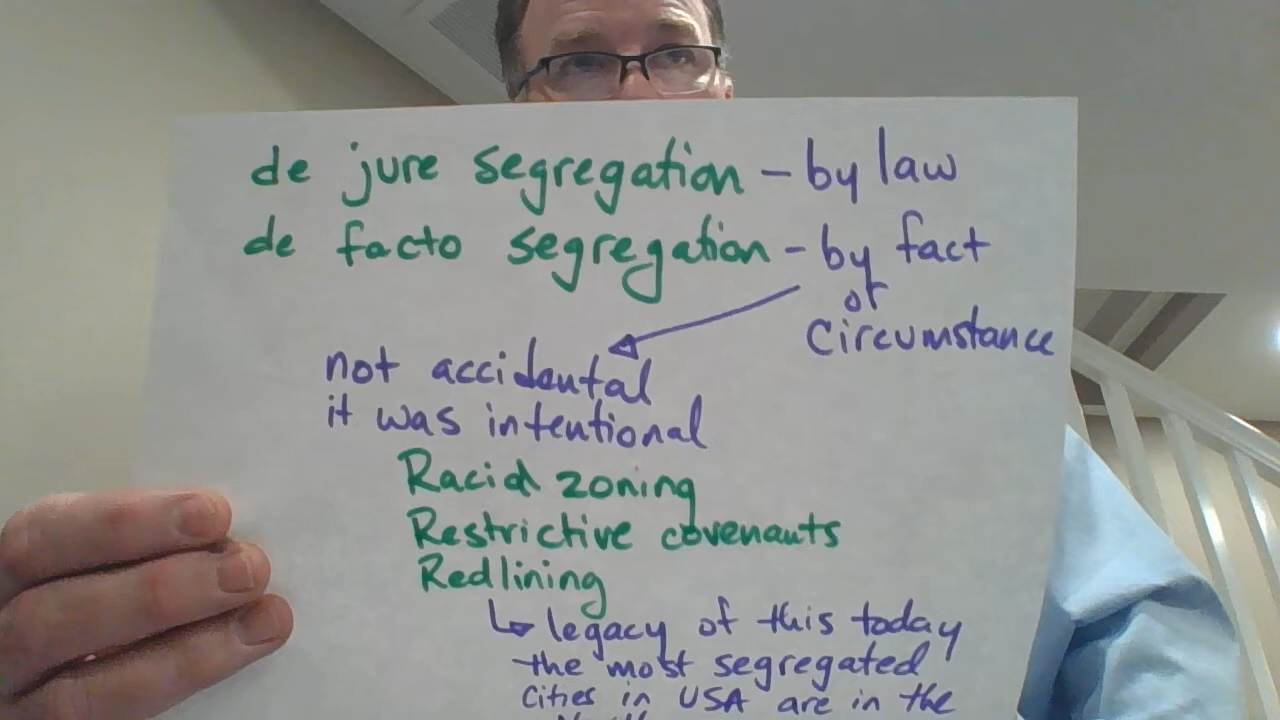 de jure segregation - by law
de facto segregation - by fact
or
circumstance
not accidental
it was intentional
Racial zoning
Restrictive covenants
Redlining
↳ legacy of this today
the most segregated
cities in USA are in the